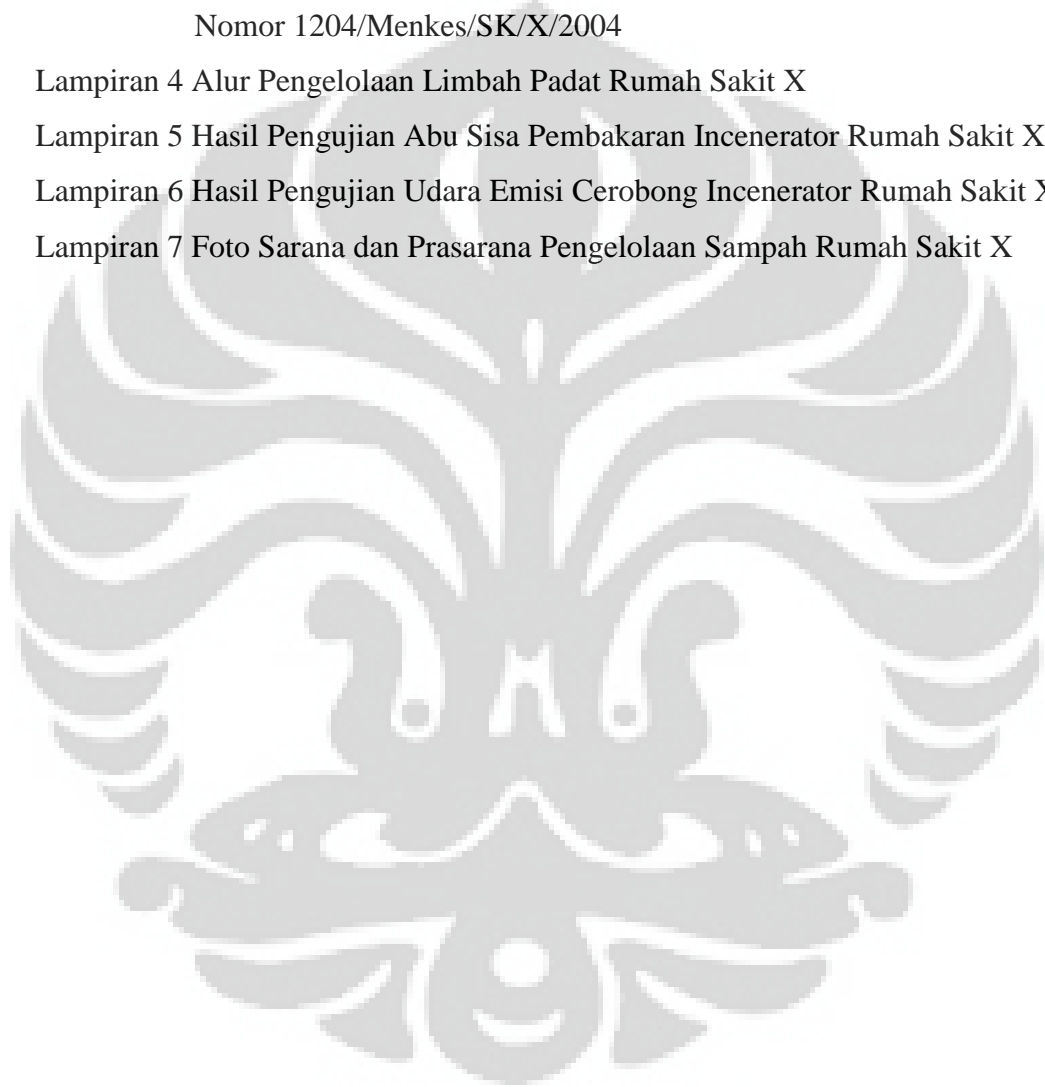 Nomor 1204/Menkes/SK/X/2004
Lampiran 4 Alur Pengelolaan Limbah Padat Rumah Sakit X
Lampiran 5 Hasil Pengujian Abu Sisa Pembakaran Incenerator Rumah Sakit X
Lampiran 6 Hasil Pengujian Udara Emisi Cerobong Incenerator Rumah Sakit X
Lampiran 7 Foto Sarana dan Prasarana Pengelolaan Sampah Rumah Sakit X